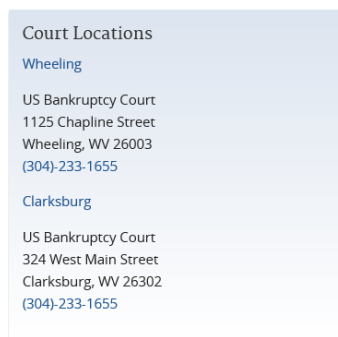 Court Locations
Wheeling
US Bankruptcy Court
1125 Chapline Street
Wheeling, WV 26003
(304)-233-1655
Clarksburg
US Bankruptcy Court
324 West Main Street
Clarksburg, WV 26302
(304)-233-1655